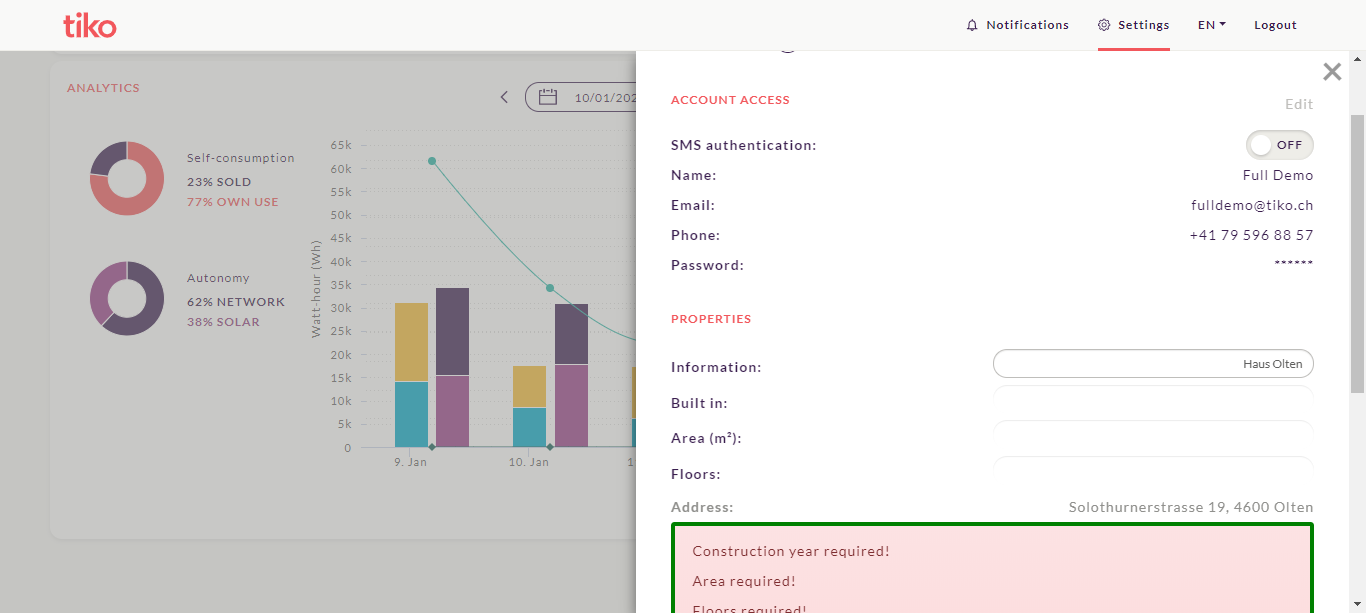 tiko
Notifications
Settings
EN
Logout
ANALYTICS
10/01/202
Self-consumption
23% SOLD
77% OWN USE
Autonomy
62% NETWORK
38% SOLAR
Watt-hour (Wh)
65k
60k
55k
50k
45k
40k
35k
30k
25k
20k
15k
10k
5k
0
9. Jan
10. Jan
1
ACCOUNT ACCESS
Edit
SMS authentication: OFF
Name: Full Demo
Email: fulldemo@tiko.ch
Phone: +41 79 596 88 57
Password: ******
PROPERTIES
Information: Haus Olten
Built in:
Area (m²):
Floors:
Address: Solothurnerstrasse 19, 4600 Olten
Construction year required!
Area required!
Floors required!